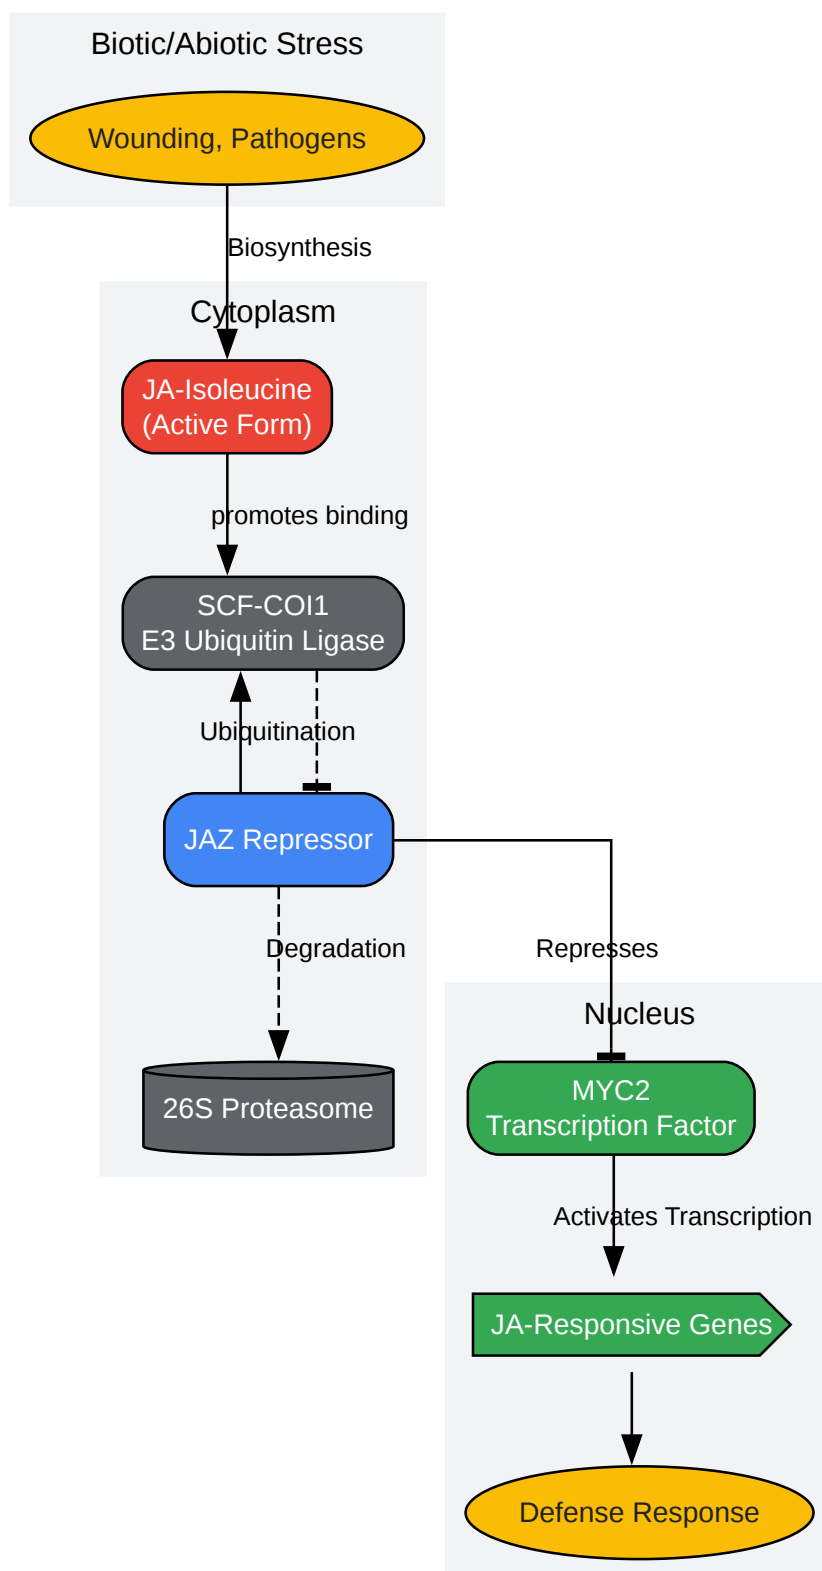 Biotic/Abiotic Stress
Wounding, Pathogens
Biosynthesis
Cytoplasm
JA-Isoleucine
(Active Form)
promotes binding
SCF-COI1
E3 Ubiquitin Ligase
Ubiquitination
JAZ Repressor
Degradation
Represses
Nucleus
26S Proteasome
MYC2
Transcription Factor
Activates Transcription
JA-Responsive Genes
Defense Response